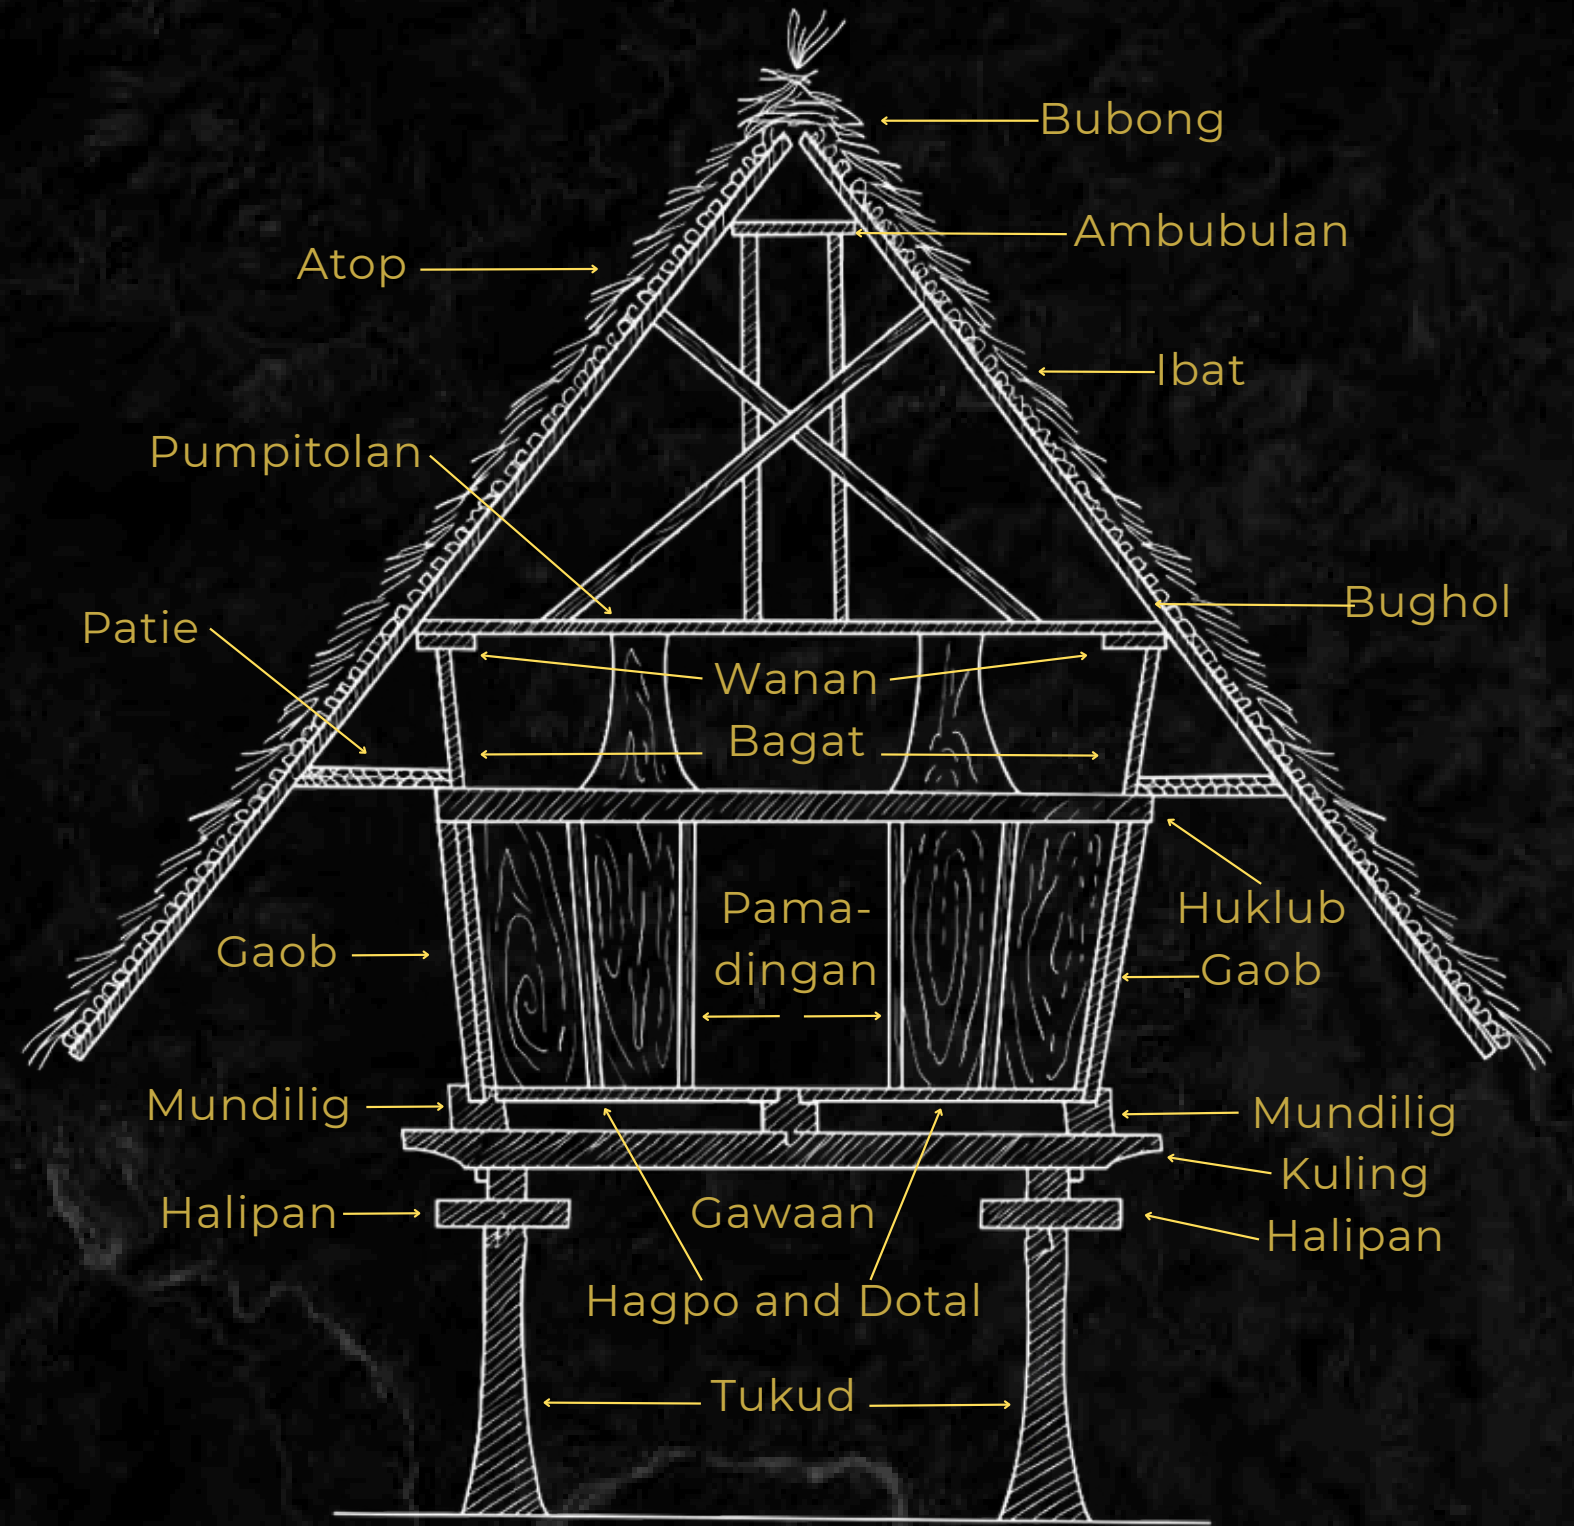 Bubong
Ambubulan
Atop
Ibat
Pumpitolan
Bughol
Patie
Wanan
Bagat
Pama-
dingan
Huklub
Gaob
Gaob
Mundilig
Mundilig
Kuling
Halipan
Gawaan
Halipan
Hagpo and Dotal
Tukud